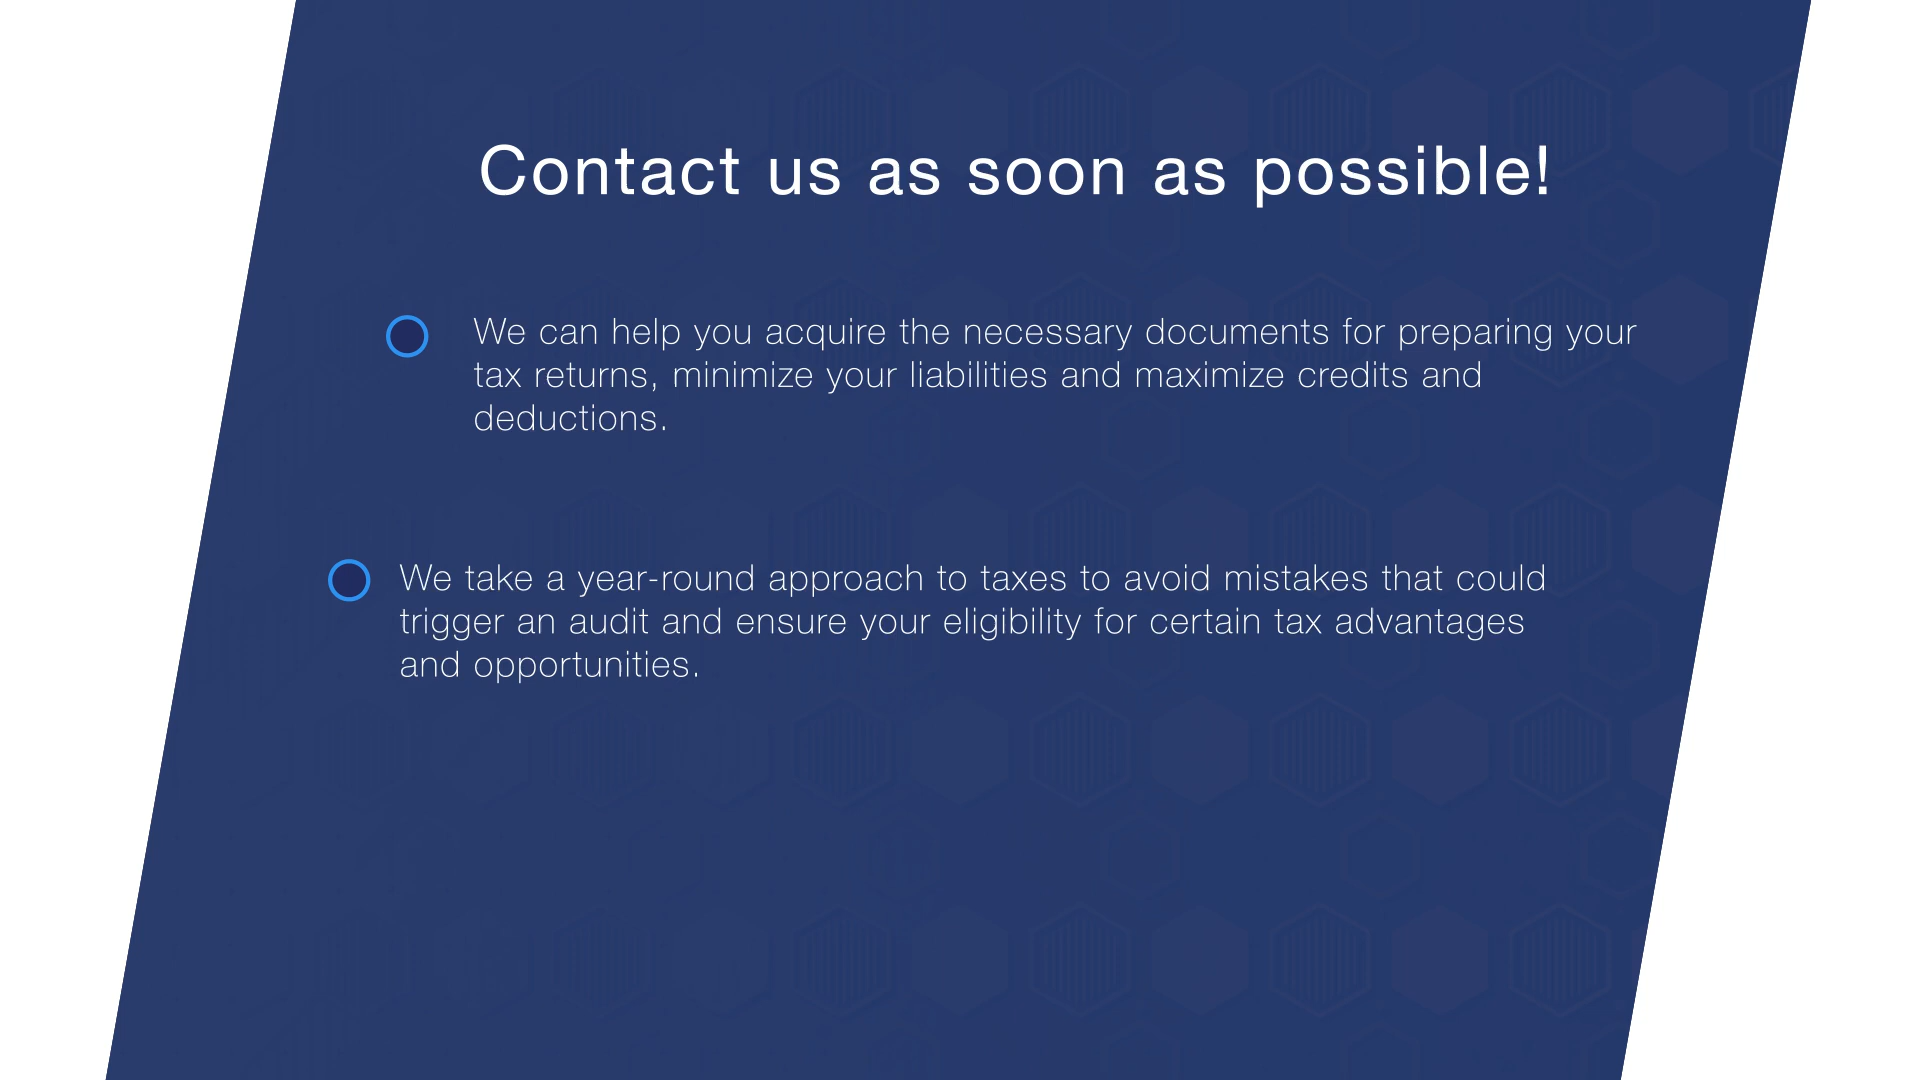 Contact us as soon as possible!
We can help you acquire the necessary documents for preparing your
tax returns, minimize your liabilities and maximize credits and
deductions.
We take a year-round approach to taxes to avoid mistakes that could
trigger an audit and ensure your eligibility for certain tax advantages
and opportunities.